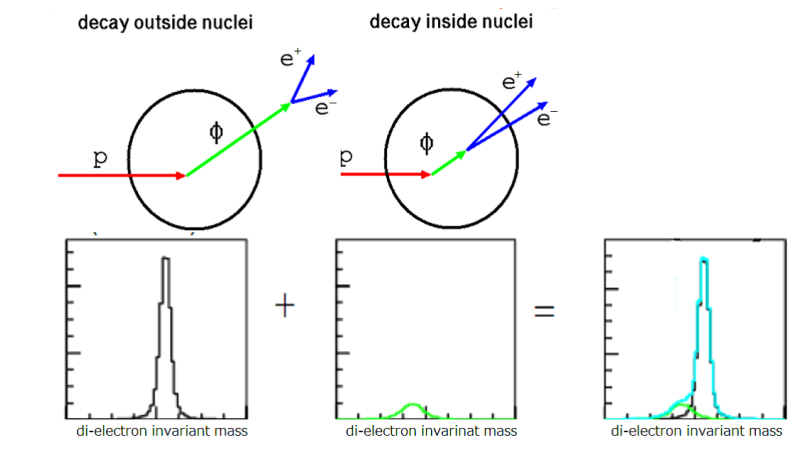 decay outside nuclei
decay inside nuclei
e+
e−
ϕ
p
e+
e−
ϕ
p
+
=
di-electron invariant mass
di-electron invarinat mass
di-electron invariant mass